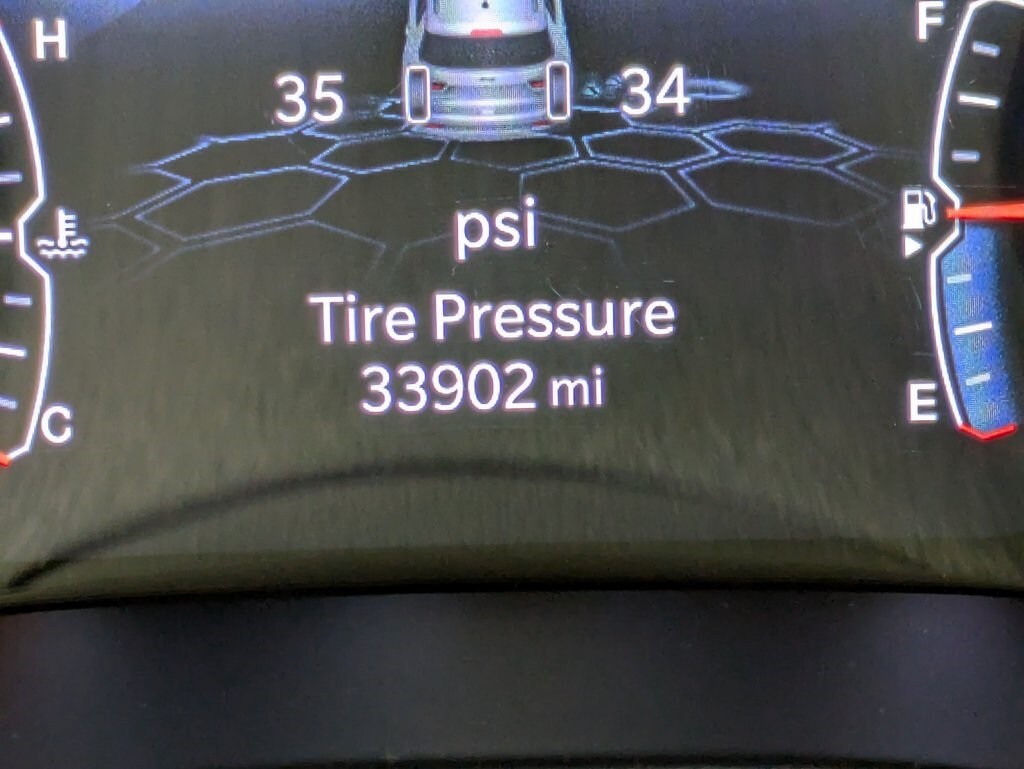 H
F
35 34
psi
Tire Pressure
33902 mi
C
E